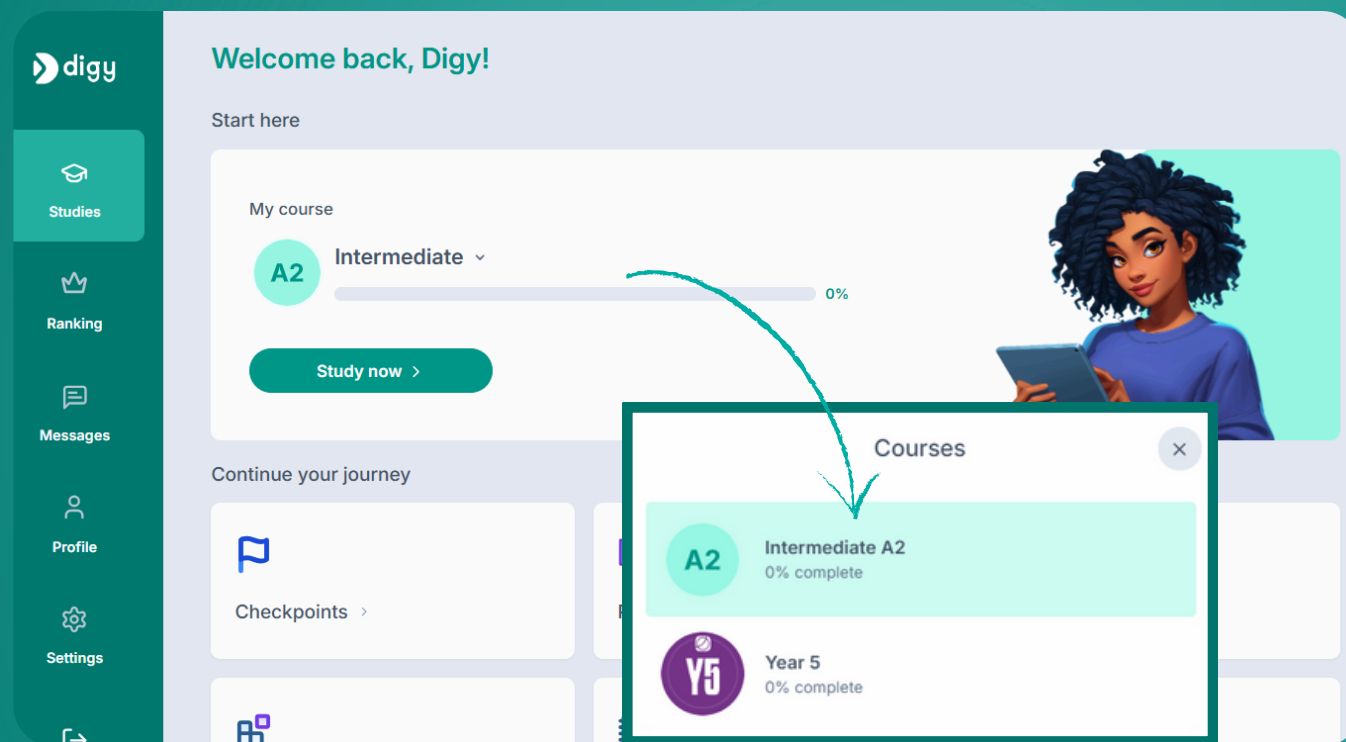 digy
Studies
Ranking
Messages
Profile
Settings
Welcome back, Digy!
Start here
My course
A2
Intermediate
0%
Study now
Continue your journey
Checkpoints
Courses
A2
Intermediate A2
0% complete
Y5
Year 5
0% complete